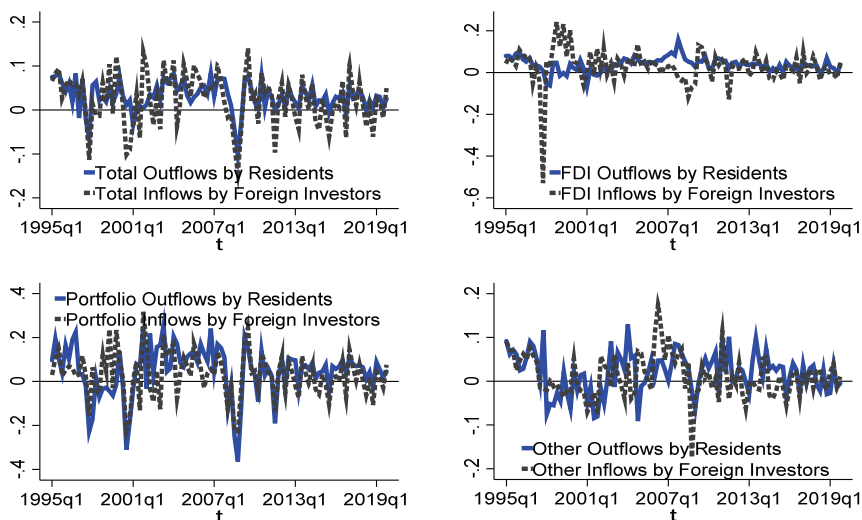 .2
.1
0
-.1
-.2
Total Outflows by Residents
Total Inflows by Foreign Investors
1995q1 2001q1 2007q1 2013q1 2019q1
t
.2
0
-.2
-.4
-.6
FDI Outflows by Residents
FDI Inflows by Foreign Investors
1995q1 2001q1 2007q1 2013q1 2019q1
t
.4
.2
0
-.2
-.4
Portfolio Outflows by Residents
Portfolio Inflows by Foreign Investors
1995q1 2001q1 2007q1 2013q1 2019q1
t
.2
.1
0
-.1
-.2
Other Outflows by Residents
Other Inflows by Foreign Investors
1995q1 2001q1 2007q1 2013q1 2019q1
t